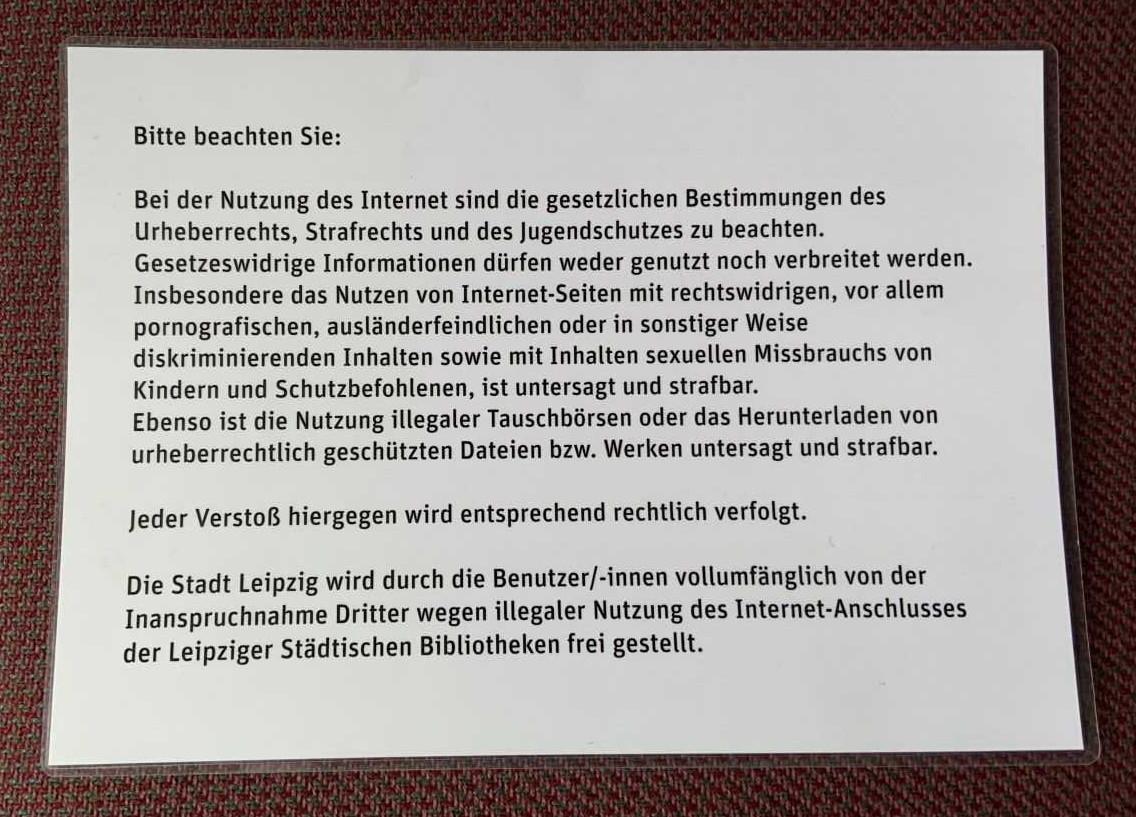 Bitte beachten Sie:
Bei der Nutzung des Internet sind die gesetzlichen Bestimmungen des
Urheberrechts, Strafrechts und des Jugendschutzes zu beachten.
Gesetzeswidrige Informationen dürfen weder genutzt noch verbreitet werden.
Insbesondere das Nutzen von Internet-Seiten mit rechtswidrigen, vor allem
pornografischen, ausländerfeindlichen oder in sonstiger Weise
diskriminierenden Inhalten sowie mit Inhalten sexuellen Missbrauchs von
Kindern und Schutzbefohlenen, ist untersagt und strafbar.
Ebenso ist die Nutzung illegaler Tauschbörsen oder das Herunterladen von
urheberrechtlich geschützten Dateien bzw. Werken untersagt und strafbar.
Jeder Verstoß hiergegen wird entsprechend rechtlich verfolgt.
Die Stadt Leipzig wird durch die Benutzer/-innen vollumfänglich von der
Inanspruchnahme Dritter wegen illegaler Nutzung des Internet-Anschlusses
der Leipziger Städtischen Bibliotheken frei gestellt.